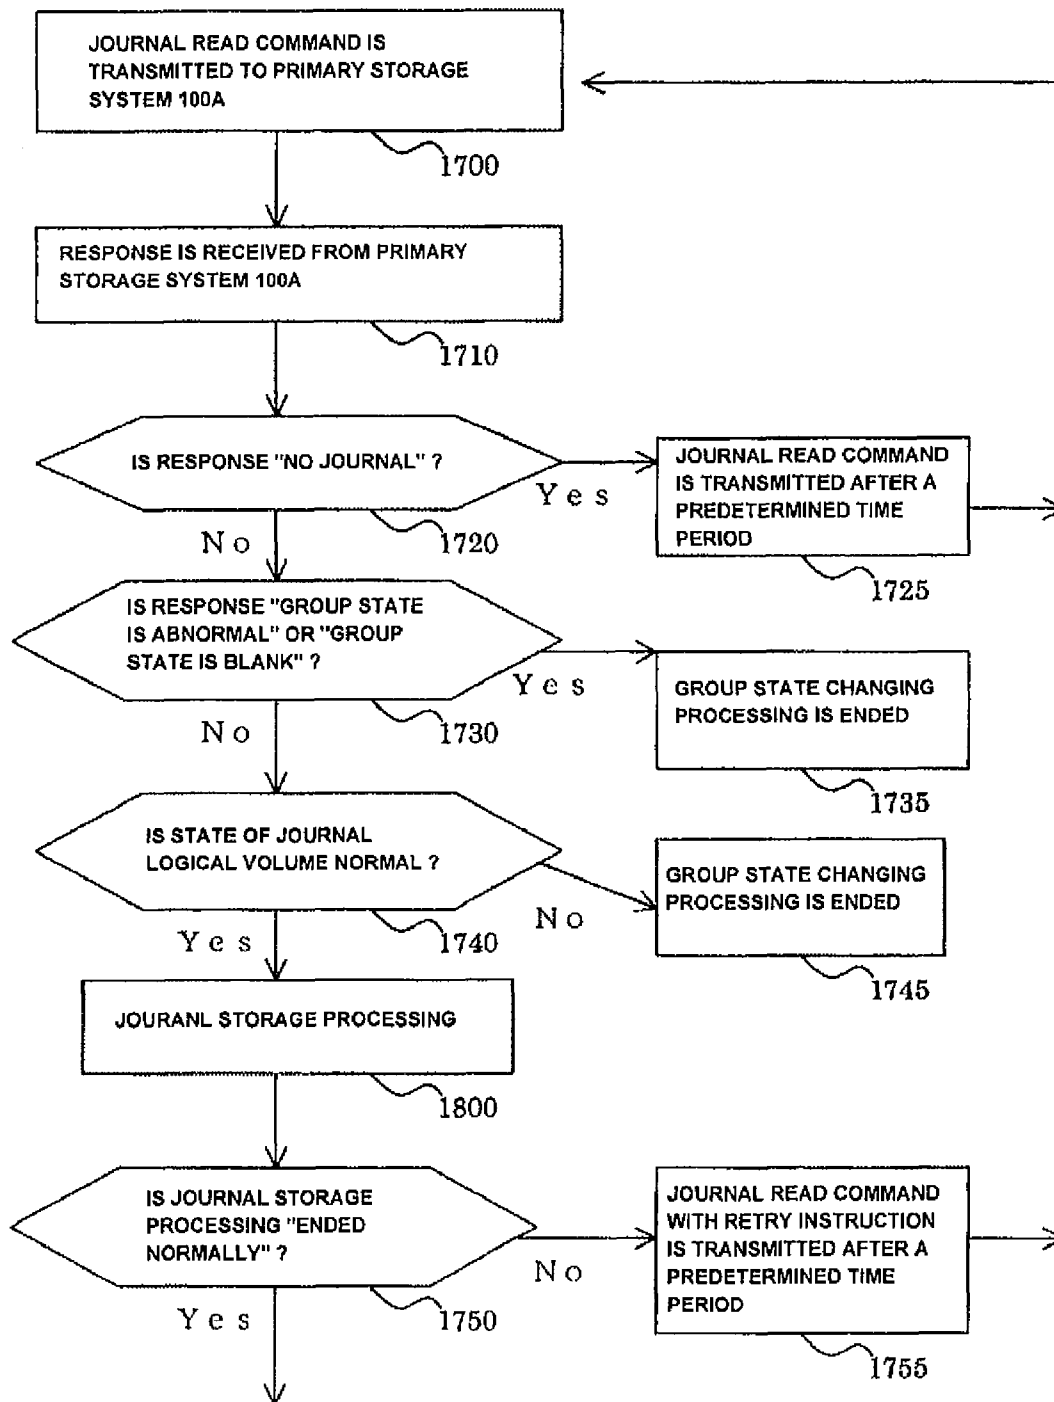 JOURNAL READ COMMAND IS
TRANSMITTED TO PRIMARY STORAGE
SYSTEM 100A
1700
RESPONSE IS RECEIVED FROM PRIMARY
STORAGE SYSTEM 100A
1710
IS RESPONSE "NO JOURNAL" ?
Yes
No
1720
JOURNAL READ COMMAND
IS TRANSMITTED AFTER A
PREDETERMINED TIME
PERIOD
1725
IS RESPONSE "GROUP STATE
IS ABNORMAL" OR "GROUP
STATE IS BLANK" ?
Yes
No
1730
GROUP STATE CHANGING
PROCESSING IS ENDED
1735
IS STATE OF JOURNAL
LOGICAL VOLUME NORMAL ?
No
Yes
1740
GROUP STATE CHANGING
PROCESSING IS ENDED
1745
JOURANL STORAGE PROCESSING
1800
IS JOURNAL STORAGE
PROCESSING "ENDED
NORMALLY" ?
No
Yes
1750
JOURNAL READ COMMAND
WITH RETRY INSTRUCTION
IS TRANSMITTED AFTER A
PREDETERMINED TIME
PERIOD
1755